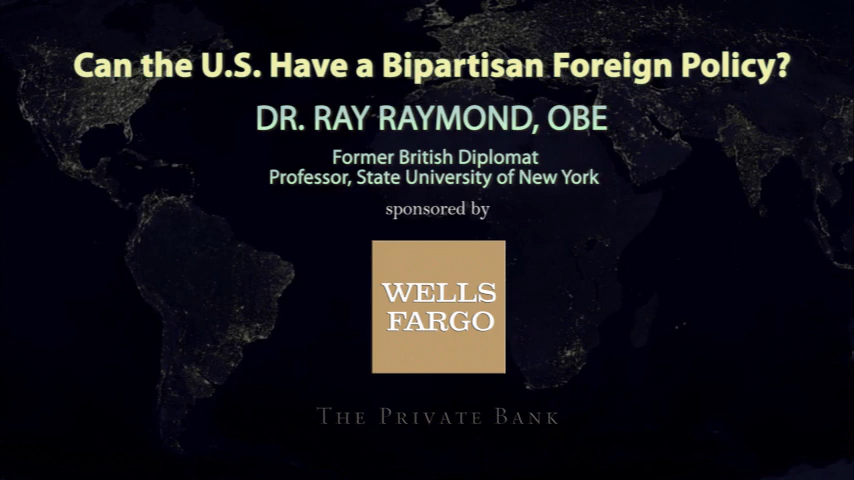 Can the U.S. Have a Bipartisan Foreign Policy?
DR. RAY RAYMOND, OBE
Former British Diplomat
Professor, State University of New York
sponsored by
WELLS
FARGO
THE PRIVATE BANK